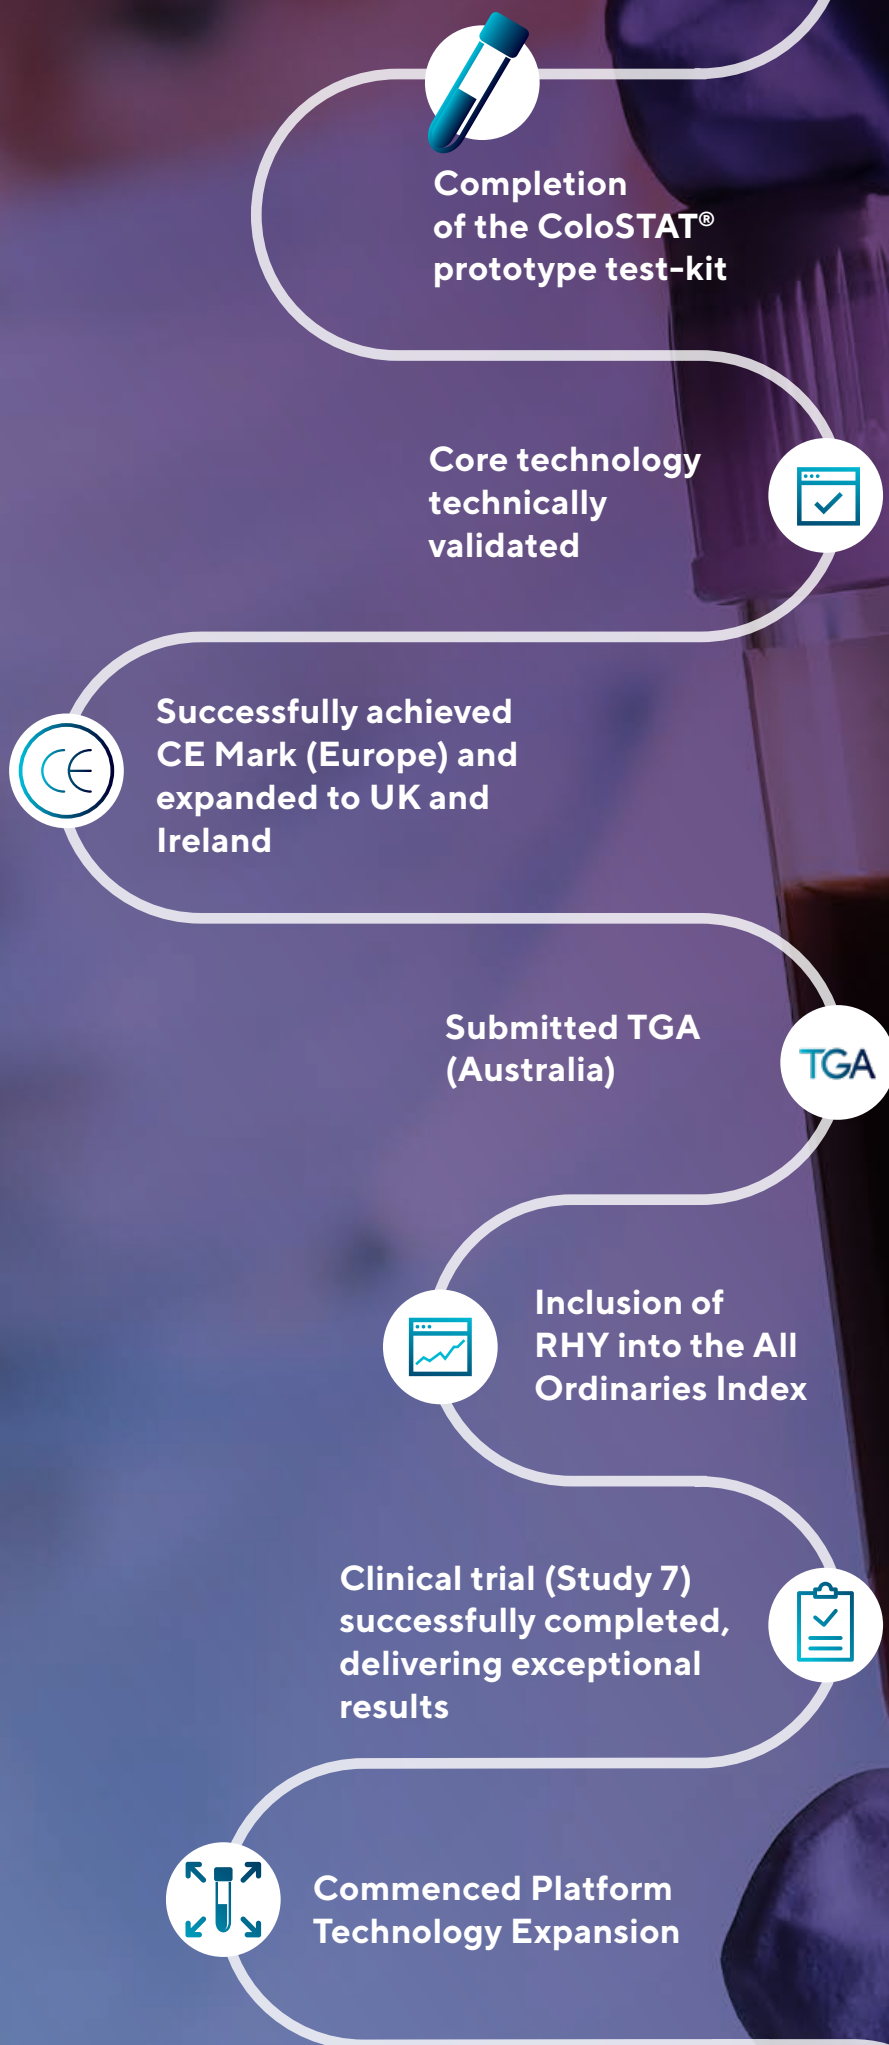 Completion
of the ColoSTAT®
prototype test-kit
Core technology
technically
validated
Successfully achieved
CE Mark (Europe) and
expanded to UK and
Ireland
CE
Submitted TGA
(Australia)
TGA
Inclusion of
RHY into the All
Ordinaries Index
Clinical trial (Study 7)
successfully completed,
delivering exceptional
results
Commenced Platform
Technology Expansion